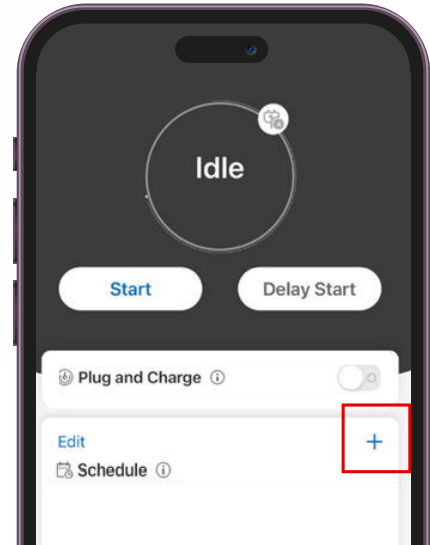 Idle
Start
Delay Start
Plug and Charge
Edit
Schedule